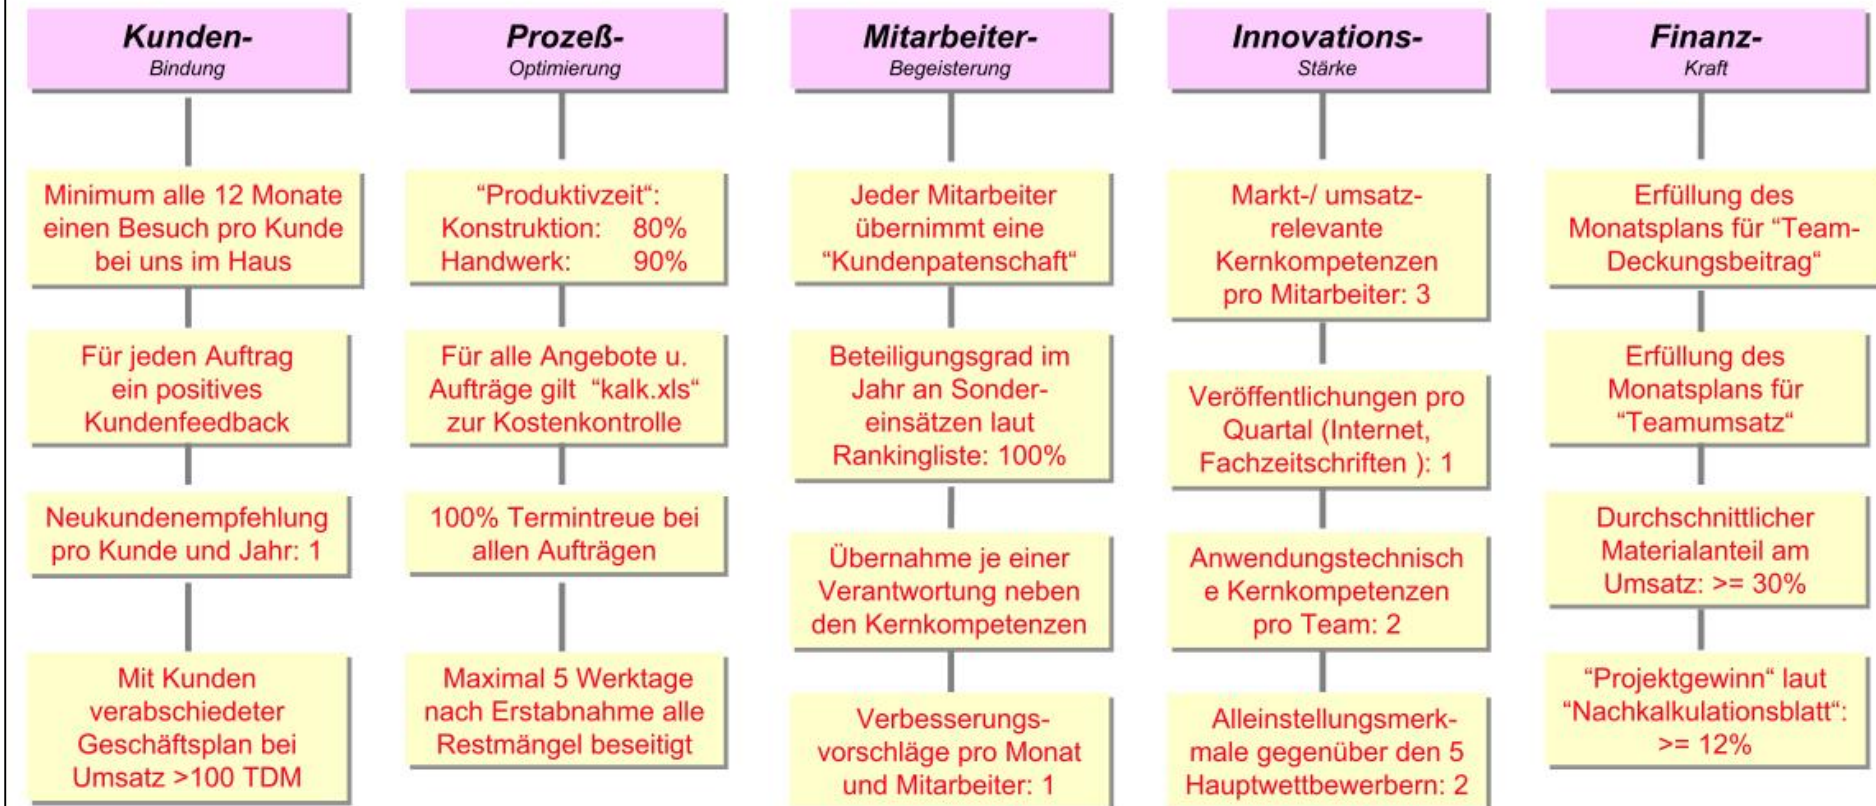 Kunden-
Bindung
Minimum alle 12 Monate
einen Besuch pro Kunde
bei uns im Haus
Für jeden Auftrag
ein positives
Kundenfeedback
Neukundenempfehlung
pro Kunde und Jahr: 1
Mit Kunden
verabschiedeter
Geschäftsplan bei
Umsatz >100 TDM
Prozeß-
Optimierung
“Produktivzeit“:
Konstruktion: 80%
Handwerk: 90%
Für alle Angebote u.
Aufträge gilt “kalk.xls“
zur Kostenkontrolle
100% Termintreue bei
allen Aufträgen
Maximal 5 Werktage
nach Erstabnahme alle
Restmängel beseitigt
Mitarbeiter-
Begeisterung
Jeder Mitarbeiter
übernimmt eine
“Kundenpatenschaft“
Beteiligungsgrad im
Jahr an Sonder-
einsätzen laut
Rankingliste: 100%
Übernahme je einer
Verantwortung neben
den Kernkompetenzen
Verbesserungs-
vorschläge pro Monat
und Mitarbeiter: 1
Innovations-
Stärke
Markt-/ umsatz-
relevante
Kernkompetenzen
pro Mitarbeiter: 3
Veröffentlichungen pro
Quartal (Internet,
Fachzeitschriften ): 1
Anwendungstechnisch
e Kernkompetenzen
pro Team: 2
Alleinstellungsmerk-
male gegenüber den 5
Hauptwettbewerbern: 2
Finanz-
Kraft
Erfüllung des
Monatsplans für “Team-
Deckungsbeitrag“
Erfüllung des
Monatsplans für
“Teamumsatz“
Durchschnittlicher
Materialanteil am
Umsatz: >= 30%
“Projektgewinn“ laut
“Nachkalkulationsblatt“:
>= 12%